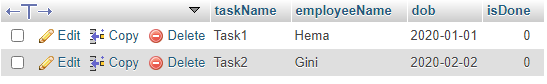 taskName employeeName dob isDone
Edit Copy Delete Task1 Hema 2020-01-01 0
Edit Copy Delete Task2 Gini 2020-02-02 0